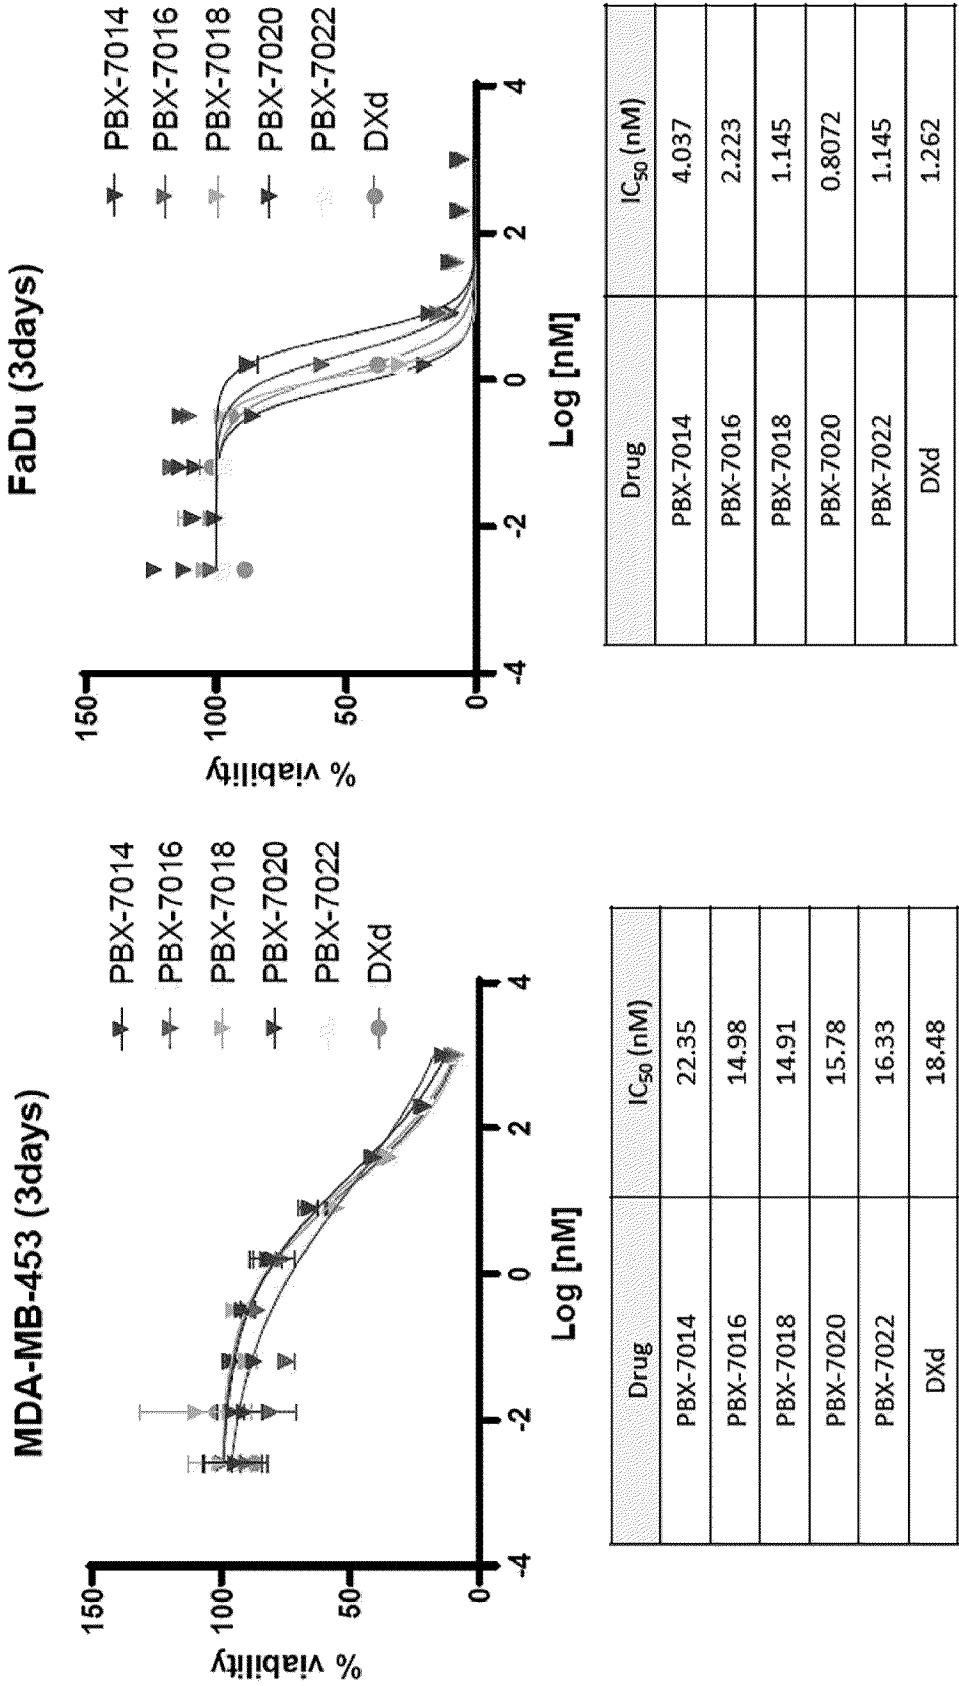 MDA-MB-453 (3days)
% viability
150
100
50
0
-4
-2
0
2
4
Log [nM]
PBX-7014
PBX-7016
PBX-7018
PBX-7020
PBX-7022
DXd
Drug IC50 (nM)
PBX-7014 22.35
PBX-7016 14.98
PBX-7018 14.91
PBX-7020 15.78
PBX-7022 16.33
DXd 18.48
FaDu (3days)
% viability
150
100
50
0
-4
-2
0
2
4
Log [nM]
PBX-7014
PBX-7016
PBX-7018
PBX-7020
PBX-7022
DXd
Drug IC50 (nM)
PBX-7014 4.037
PBX-7016 2.223
PBX-7018 1.145
PBX-7020 0.8072
PBX-7022 1.145
DXd 1.262